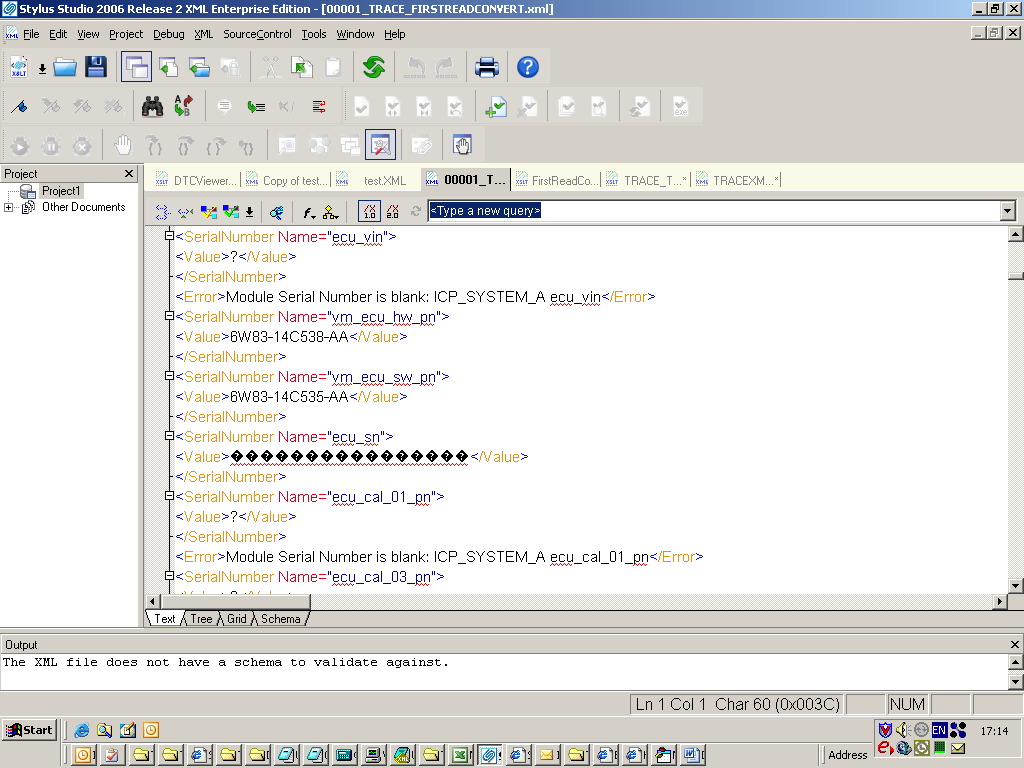 Stylus Studio 2006 Release 2 XML Enterprise Edition - [00001_TRACE_FIRSTREADCONVERT.xml]
File Edit View Project Debug XML SourceControl Tools Window Help
Project
Project1
Other Documents
DTCViewer... Copy of test... test.XML 00001_T... FirstReadCo... TRACE_T...* TRACEXM...*
<Type a new query>
<SerialNumber Name="ecu_vin">
<Value>?</Value>
</SerialNumber>
<Error>Module Serial Number is blank: ICP_SYSTEM_A ecu_vin</Error>
<SerialNumber Name="vm_ecu_hw_pn">
<Value>6W83-14C538-AA</Value>
</SerialNumber>
<SerialNumber Name="vm_ecu_sw_pn">
<Value>6W83-14C535-AA</Value>
</SerialNumber>
<SerialNumber Name="ecu_sn">
<Value>����������������</Value>
</SerialNumber>
<SerialNumber Name="ecu_cal_01_pn">
<Value>?</Value>
</SerialNumber>
<Error>Module Serial Number is blank: ICP_SYSTEM_A ecu_cal_01_pn</Error>
<SerialNumber Name="ecu_cal_03_pn">
Text Tree Grid Schema
Output
The XML file does not have a schema to validate against.
Ln 1 Col 1 Char 60 (0x003C) NUM
Start EN 17:14
Address